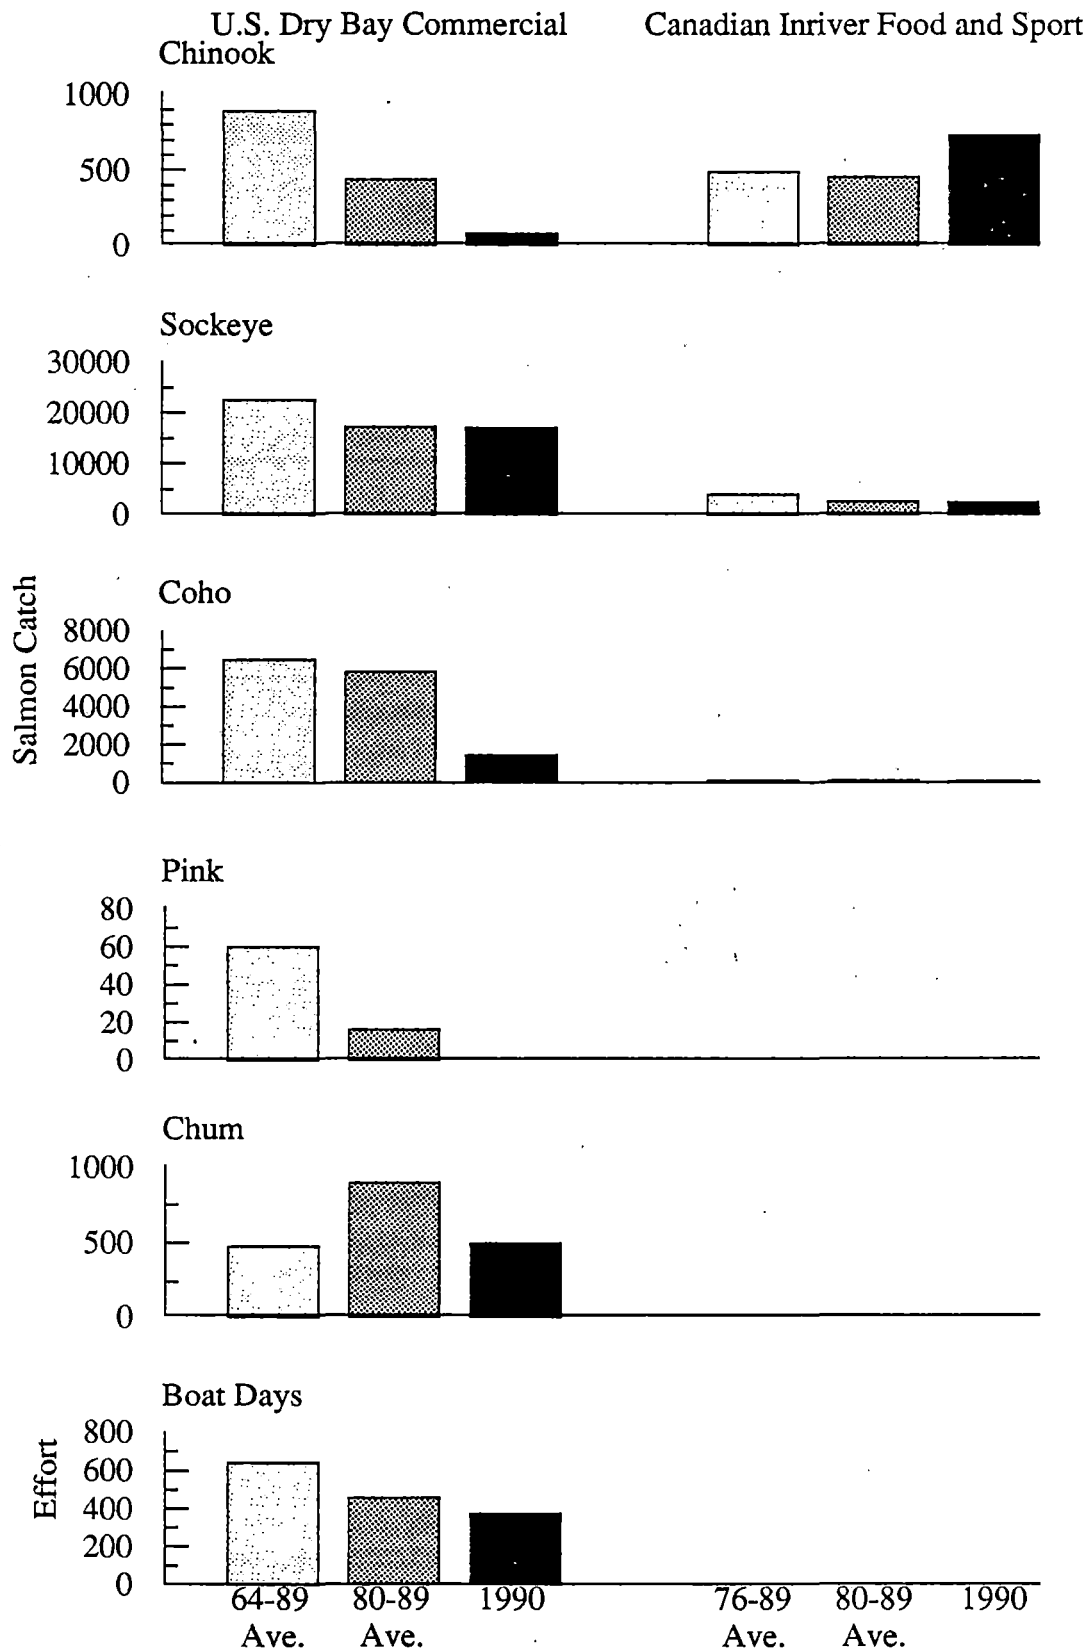 U.S. Dry Bay Commercial Canadian Inriver Food and Sport
Chinook
1000
500
0
Sockeye
30000
20000
10000
0
Salmon Catch
Coho
8000
6000
4000
2000
0
Pink
80
60
40
20
0
Chum
1000
500
0
Effort
Boat Days
800
600
400
200
0
64-89 80-89 1990 76-89 80-89 1990
Ave. Ave. Ave. Ave.